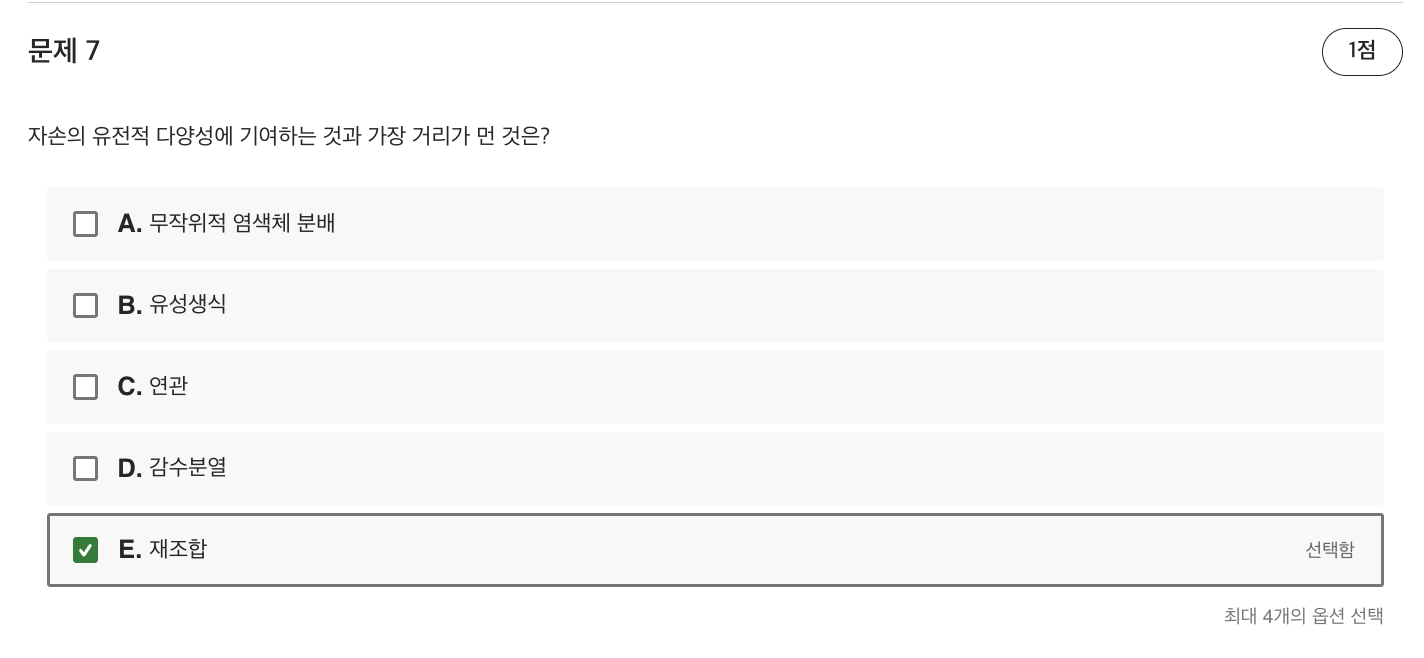 문제 7
1점
자손의 유전적 다양성에 기여하는 것과 가장 거리가 먼 것은?
A. 무작위적 염색체 분배
B. 유성생식
C. 연관
D. 감수분열
E. 재조합
선택함
최대 4개의 옵션 선택